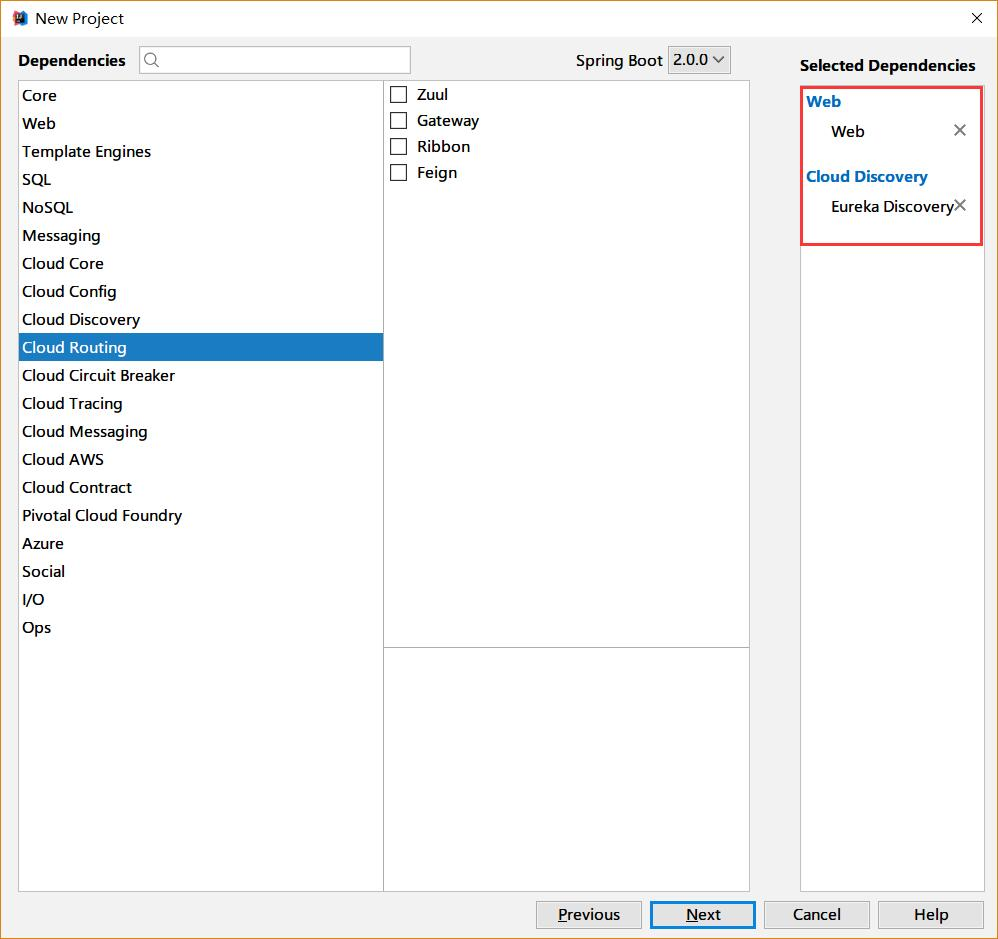 New Project
Dependencies
Spring Boot 2.0.0
Core
Web
Template Engines
SQL
NoSQL
Messaging
Cloud Core
Cloud Config
Cloud Discovery
Cloud Routing
Cloud Circuit Breaker
Cloud Tracing
Cloud Messaging
Cloud AWS
Cloud Contract
Pivotal Cloud Foundry
Azure
Social
I/O
Ops
Zuul
Gateway
Ribbon
Feign
Selected Dependencies
Web
Web
Cloud Discovery
Eureka Discovery
Previous Next Cancel Help